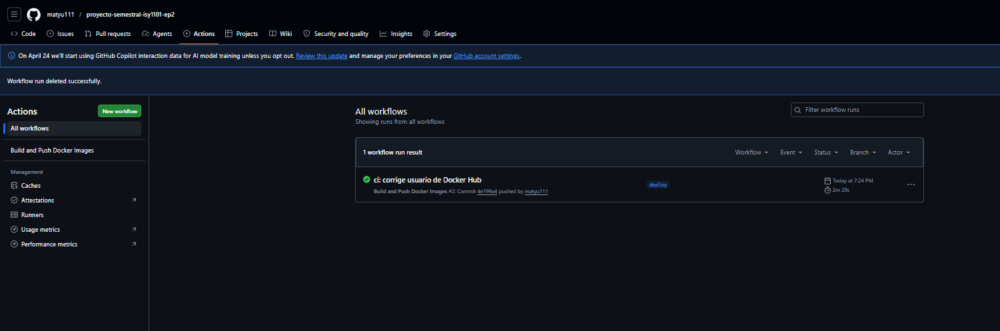 matyu111 / proyecto-semestral-isy1101-ep2
Code Issues Pull requests Agents Actions Projects Wiki Security and quality Insights Settings
On April 24 we'll start using GitHub Copilot interaction data for AI model training unless you opt out. Review this update and manage your preferences in your GitHub account settings.
Workflow run deleted successfully.
Actions
New workflow
All workflows
Build and Push Docker Images
Management
Caches
Attestations
Runners
Usage metrics
Performance metrics
All workflows
Showing runs from all workflows
Filter workflow runs
1 workflow run result
Workflow Event Status Branch Actor
ci: corrige usuario de Docker Hub
Build and Push Docker Images #2: Commit 4e199a4 pushed by matyu111
deploy
Today at 7:24 PM
2m 20s